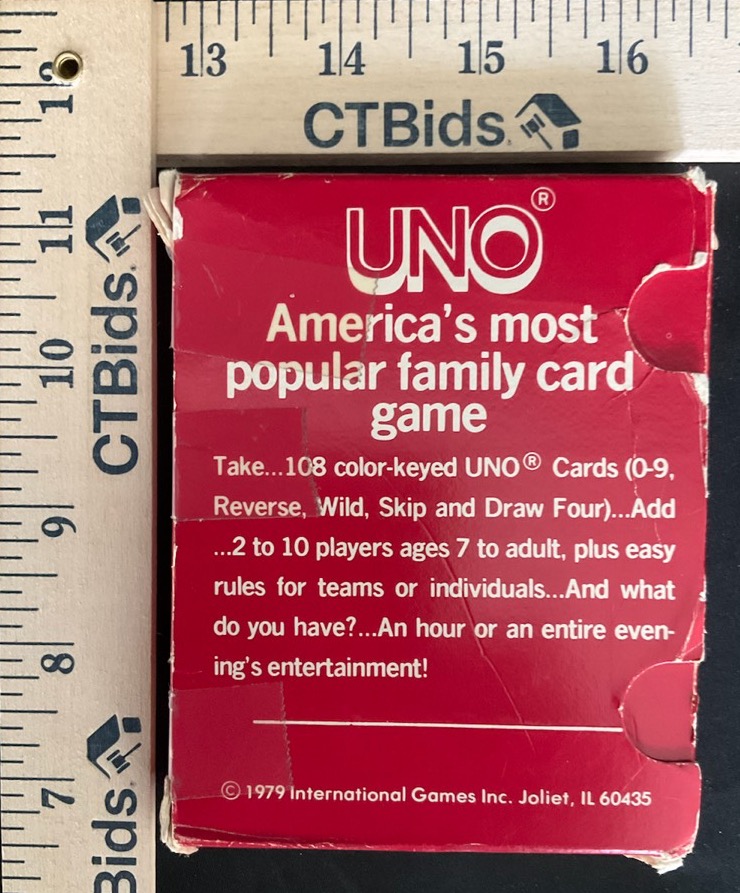 13 14 15 16
CTBids
12
11
10
9
8
7
CTBids
Bids
UNO®
America's most
popular family card
game
Take...108 color-keyed UNO® Cards (0-9,
Reverse, Wild, Skip and Draw Four)...Add
...2 to 10 players ages 7 to adult, plus easy
rules for teams or individuals...And what
do you have?...An hour or an entire even-
ing's entertainment!
© 1979 International Games Inc. Joliet, IL 60435